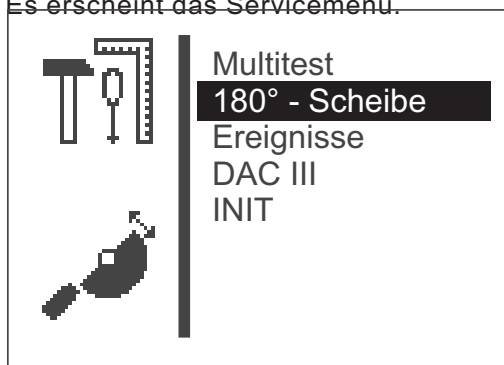 Es erscheint das Servicemenü.
Multitest
180° - Scheibe
Ereignisse
DAC III
INIT